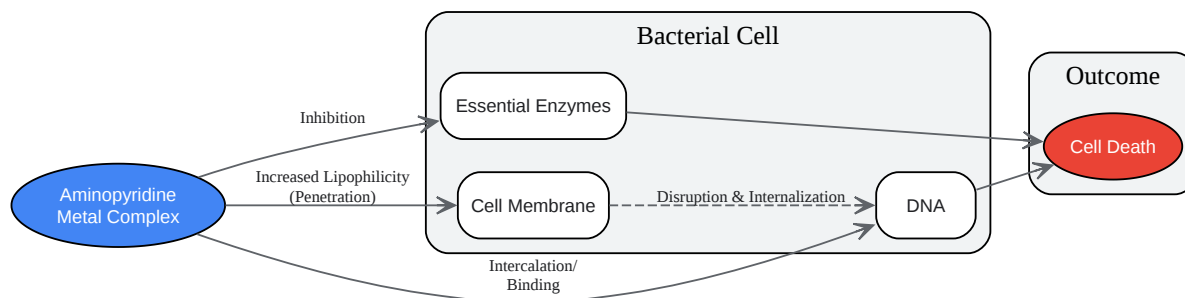 Bacterial Cell
Outcome
Essential Enzymes
Inhibition
Cell Death
Increased Lipophilicity
(Penetration)
Aminopyridine
Metal Complex
Cell Membrane
Disruption & Internalization
DNA
Intercalation/
Binding